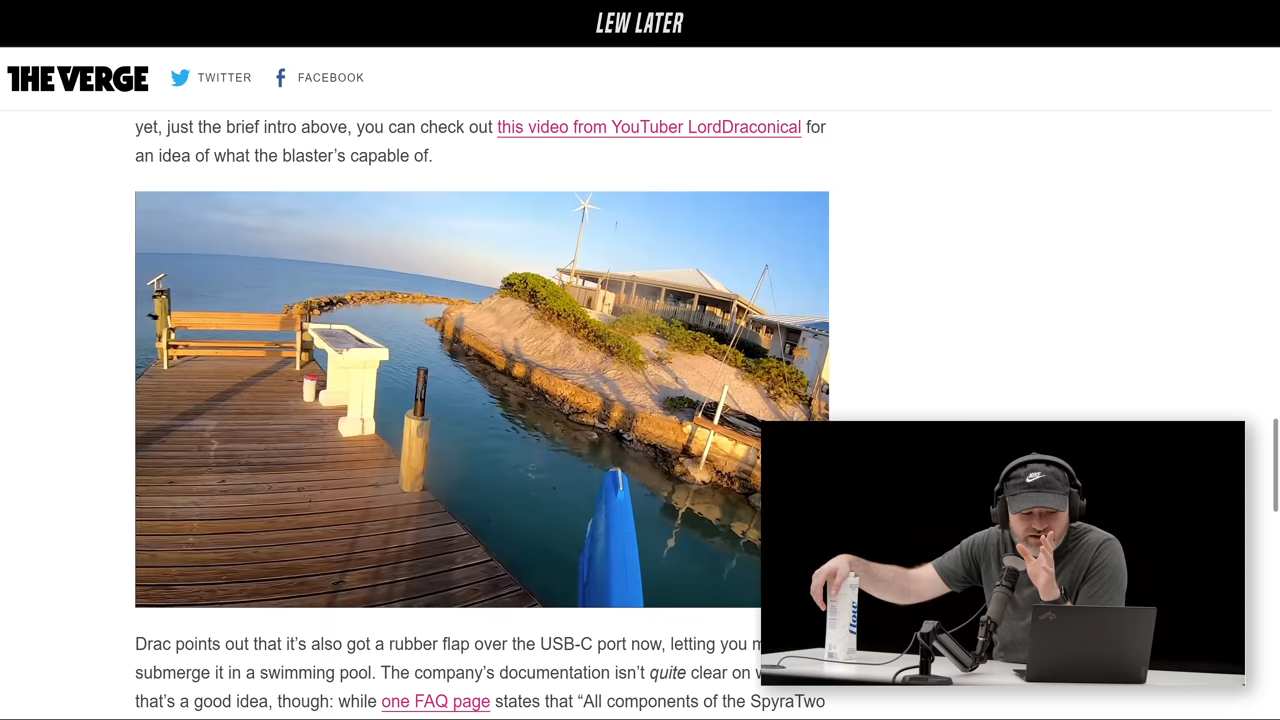 LEW LATER
THE VERGE
TWITTER
FACEBOOK
yet, just the brief intro above, you can check out this video from YouTuber LordDraconical for
an idea of what the blaster’s capable of.
flow
Drac points out that it’s also got a rubber flap over the USB-C port now, letting you
submerge it in a swimming pool. The company’s documentation isn’t quite clear on
that’s a good idea, though: while one FAQ page states that “All components of the SpyraTwo